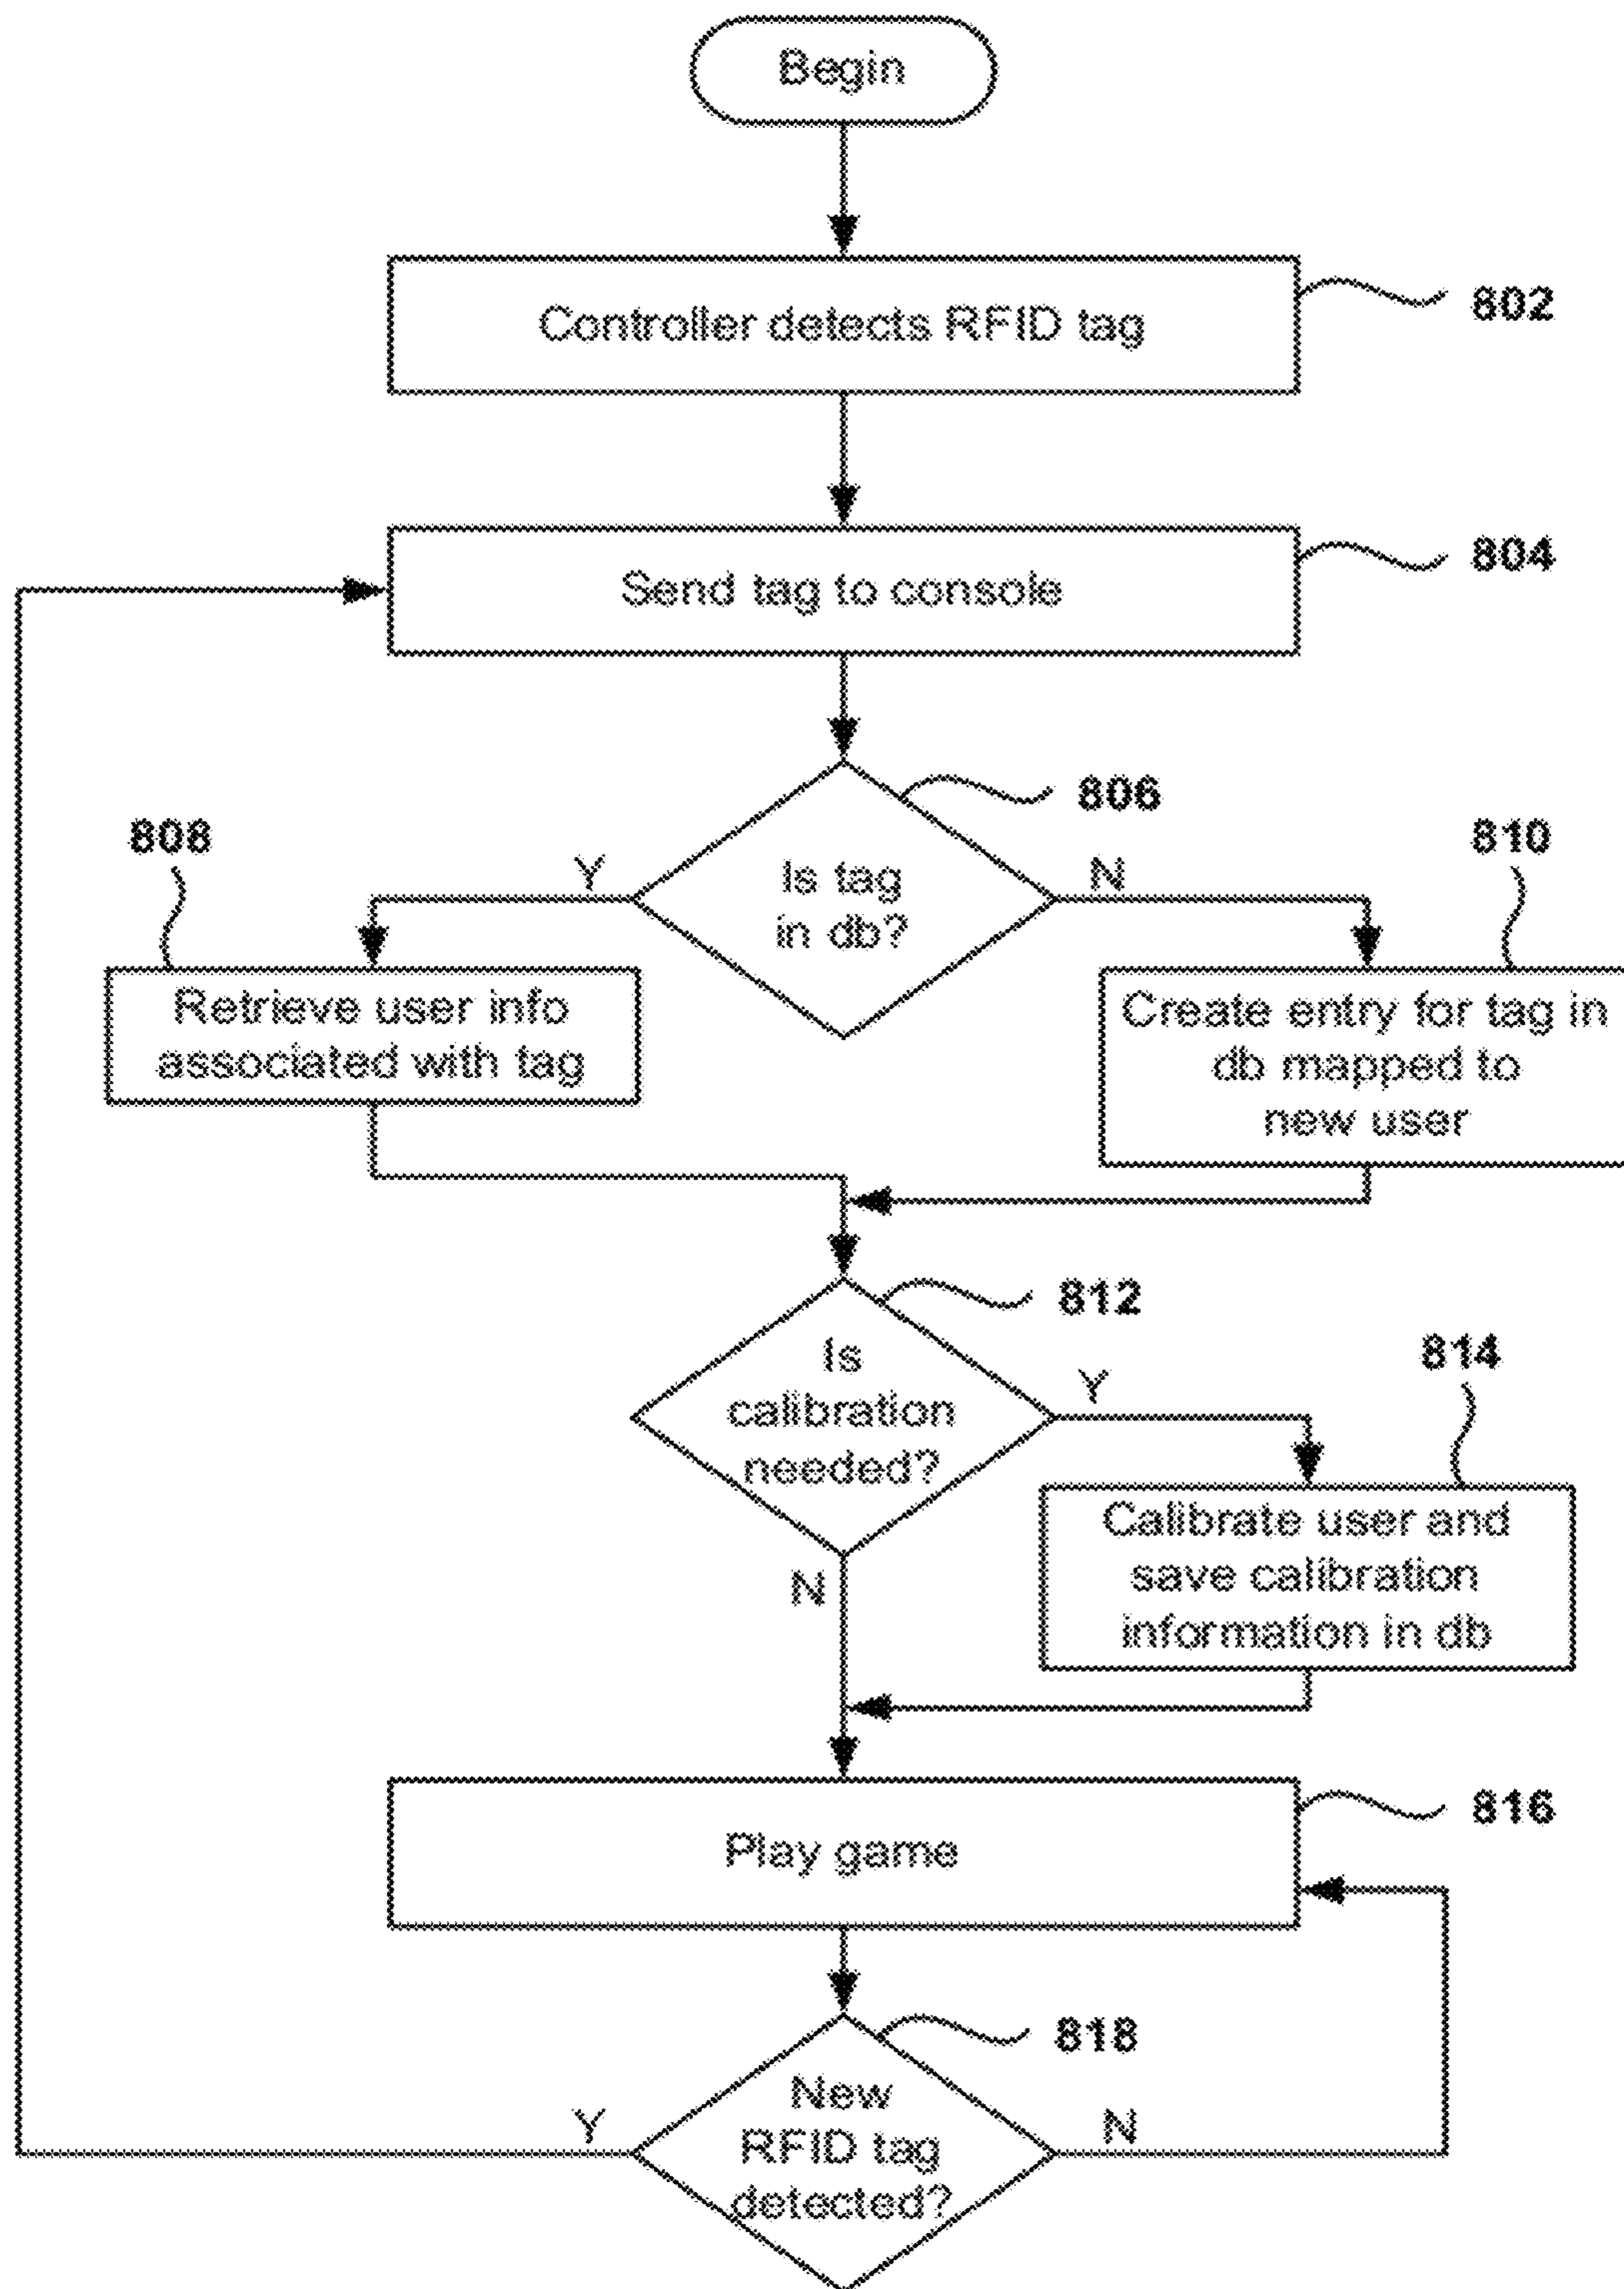 Begin
Controller detects RFID tag
802
Send tag to console
804
806
808
810
Y
Is tag
in db?
N
Retrieve user info
associated with tag
Create entry for tag in
db mapped to
new user
812
814
Is
calibration
needed?
Y
N
Calibrate user and
save calibration
information in db
Play game
816
818
Y
New
RFID tag
detected?
N